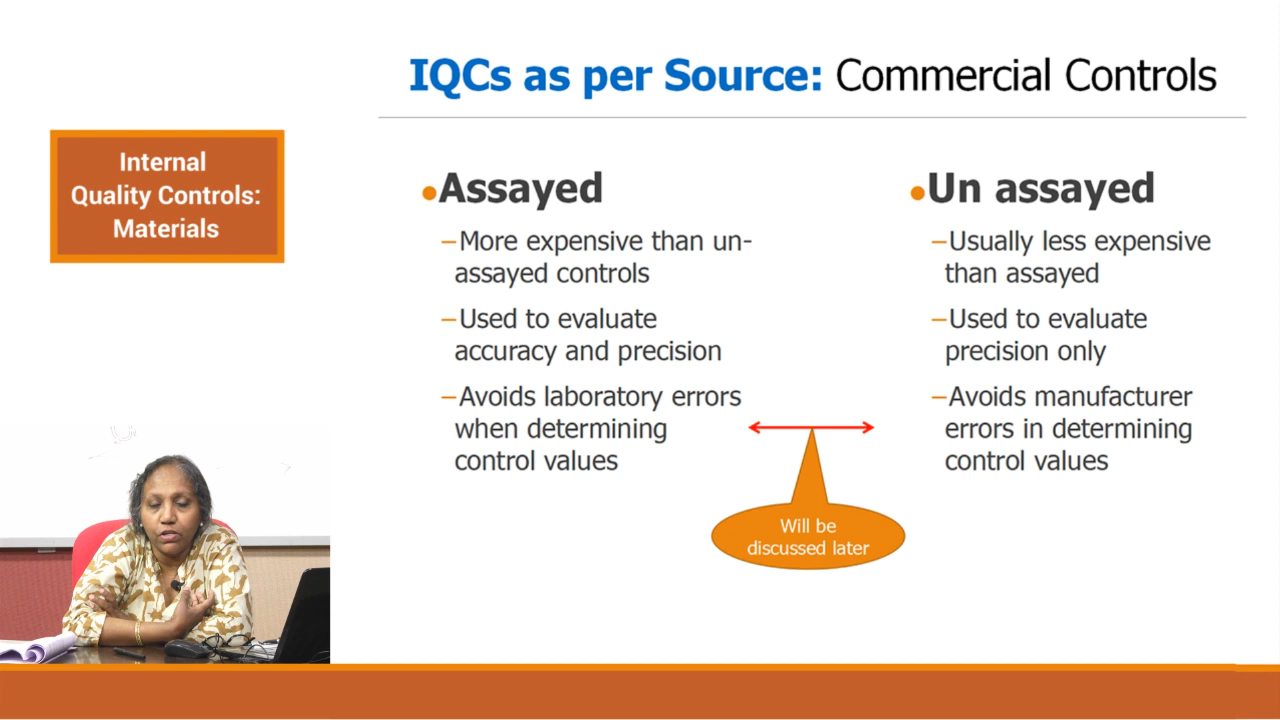 IQCs as per Source: Commercial Controls
Internal
Quality Controls:
Materials
•Assayed
–More expensive than un-
assayed controls
–Used to evaluate
accuracy and precision
–Avoids laboratory errors
when determining
control values
•Un assayed
–Usually less expensive
than assayed
–Used to evaluate
precision only
–Avoids manufacturer
errors in determining
control values
Will be
discussed later